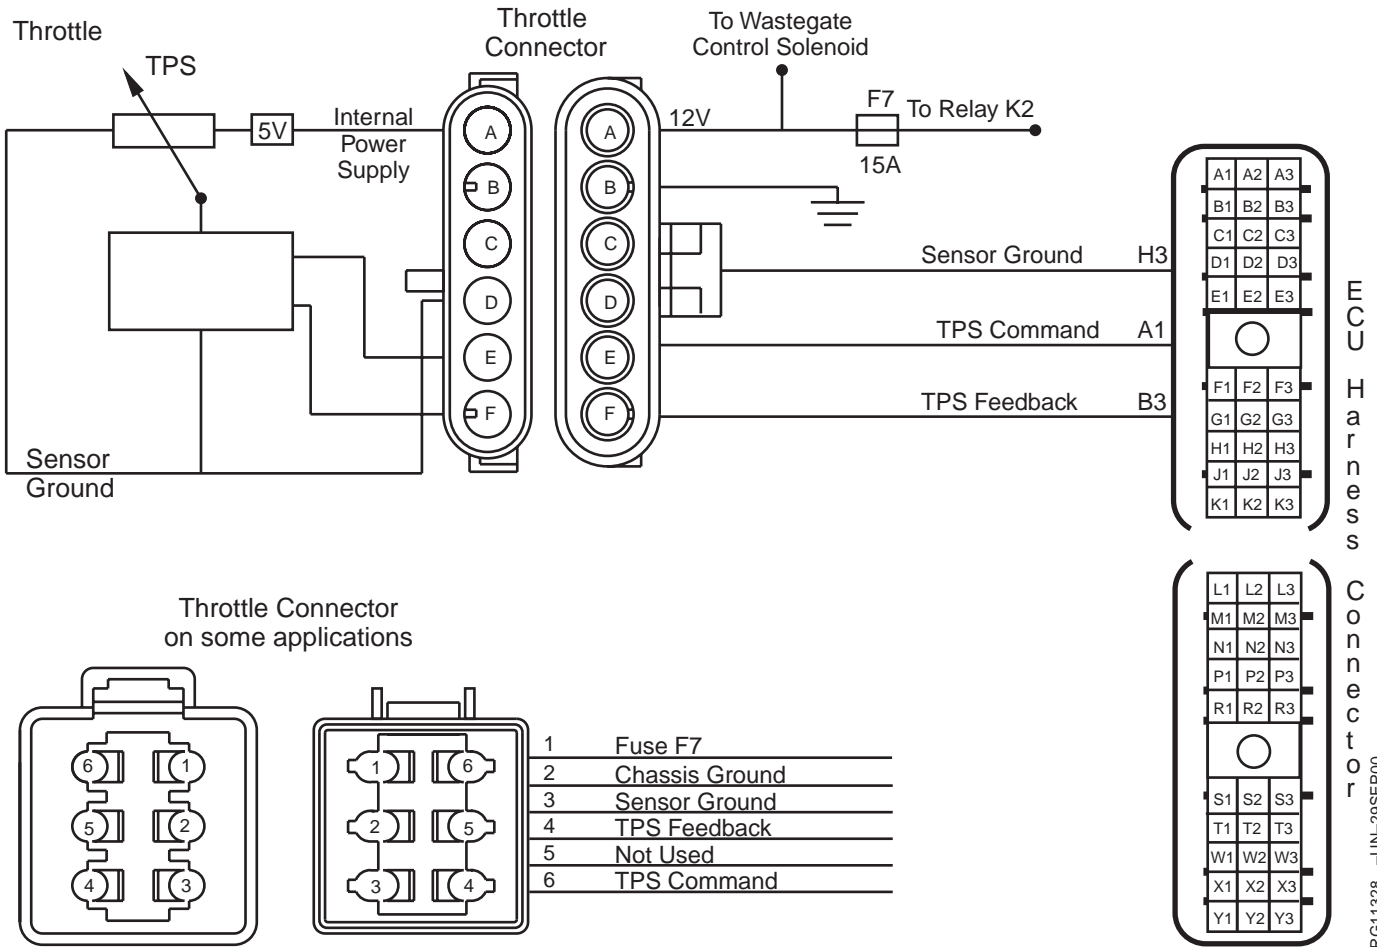 Throttle
TPS
5V
Internal
Power
Supply
Sensor
Ground
Throttle
Connector
A
B
C
D
E
F
A
B
C
D
E
F
To Wastegate
Control Solenoid
12V
F7
15A
To Relay K2
Sensor Ground H3
TPS Command A1
TPS Feedback B3
A1 A2 A3
B1 B2 B3
C1 C2 C3
D1 D2 D3
E1 E2 E3
F1 F2 F3
G1 G2 G3
H1 H2 H3
J1 J2 J3
K1 K2 K3
L1 L2 L3
M1 M2 M3
N1 N2 N3
P1 P2 P3
R1 R2 R3
S1 S2 S3
T1 T2 T3
W1 W2 W3
X1 X2 X3
Y1 Y2 Y3
ECU Harness Connector
Throttle Connector
on some applications
6 1
5 2
4 3
1 6
2 5
3 4
1 Fuse F7
2 Chassis Ground
3 Sensor Ground
4 TPS Feedback
5 Not Used
6 TPS Command
RG11328 –UN–29SEP00